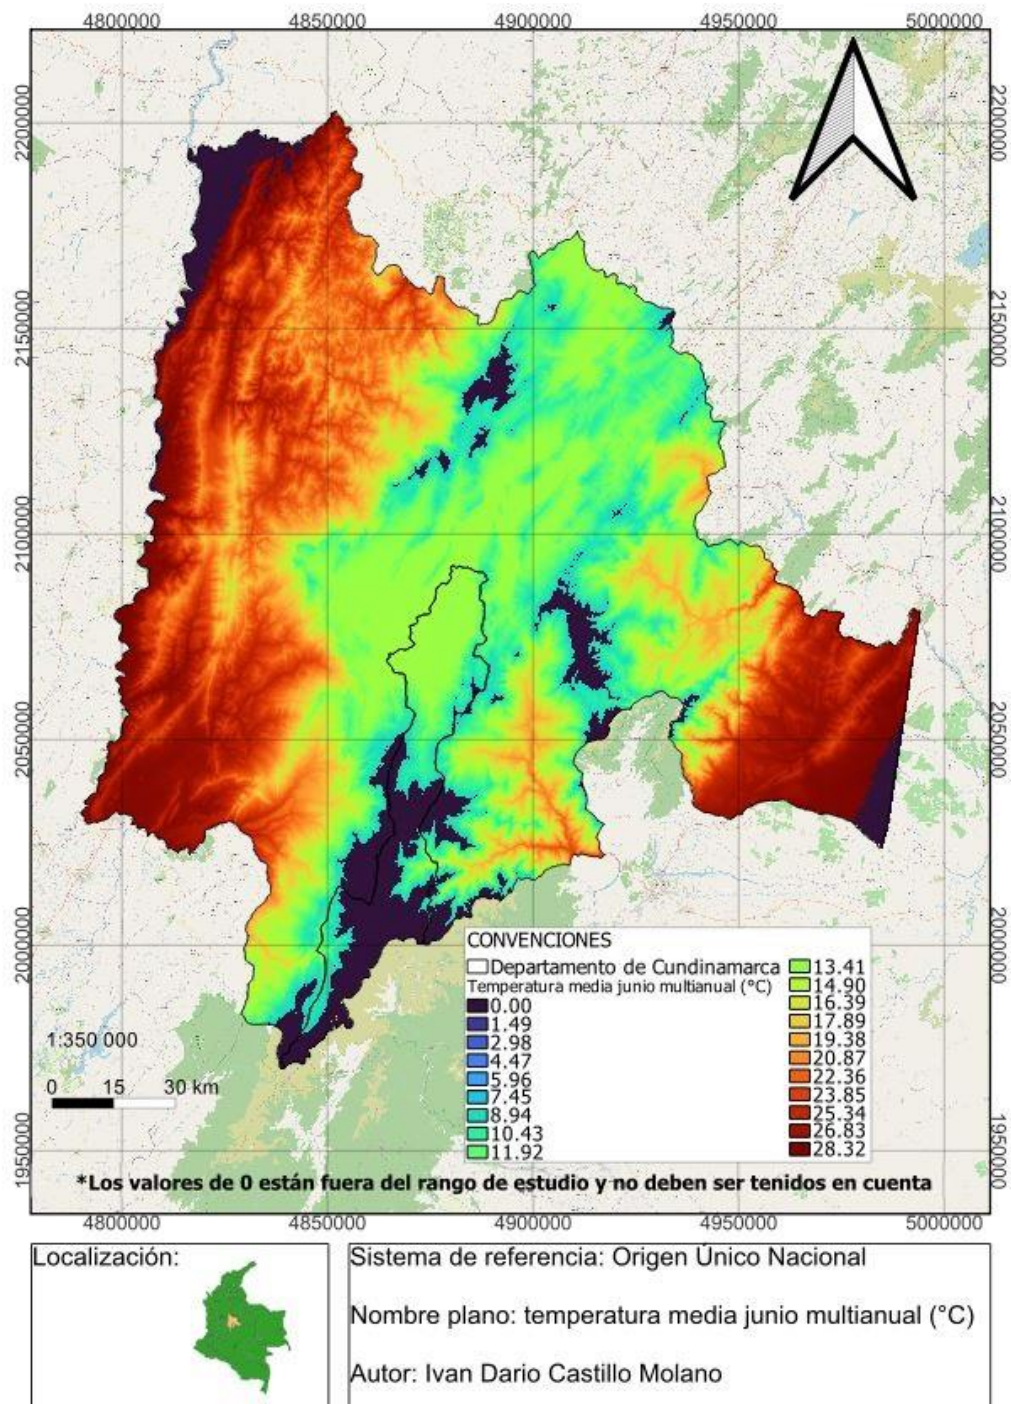 4800000 4850000 4900000 4950000 5000000
2200000 2200000
2150000 2150000
2100000 2100000
2050000 2050000
2000000 2000000
1950000 1950000
CONVENCIONES
Departamento de Cundinamarca
Temperatura media junio multianual (°C)
0.00
1.49
2.98
4.47
5.96
7.45
8.94
10.43
11.92
13.41
14.90
16.39
17.89
19.38
20.87
22.36
23.85
25.34
26.83
28.32
1:350 000
0 15 30 km
*Los valores de 0 están fuera del rango de estudio y no deben ser tenidos en cuenta
4800000 4850000 4900000 4950000 5000000
Localización:
Sistema de referencia: Origen Único Nacional
Nombre plano: temperatura media junio multianual (°C)
Autor: Ivan Dario Castillo Molano